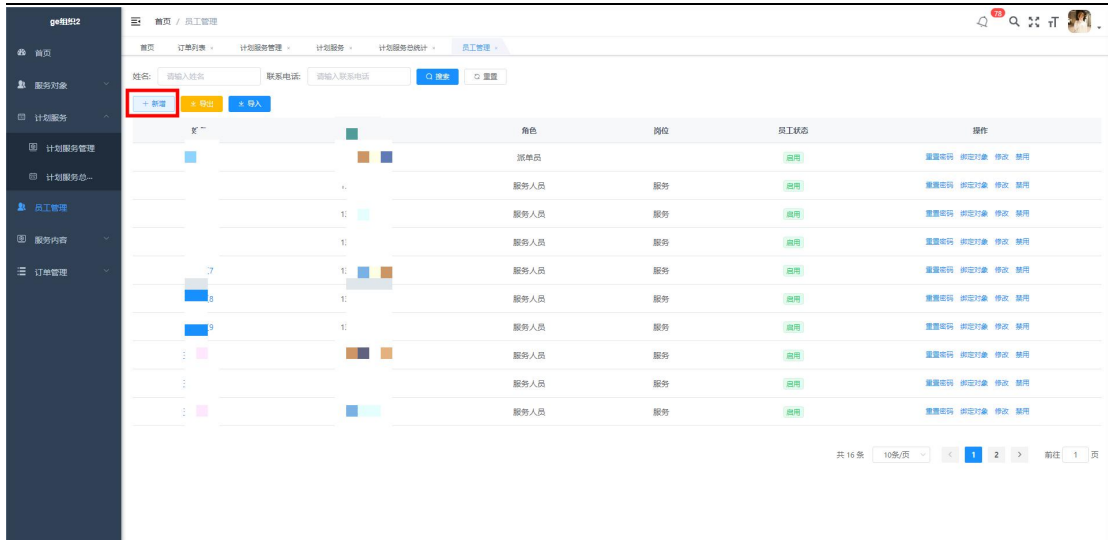 ge组织2
首页 / 员工管理
78
首页 订单列表 计划服务管理 计划服务 计划服务总统计 员工管理
首页
服务对象
计划服务
计划服务管理
计划服务总...
员工管理
服务内容
订单管理
姓名: 请输入姓名 联系电话: 请输入联系电话 搜索 重置
+ 新增 导出 导入
角色 岗位 员工状态 操作
派单员 启用 重置密码 绑定对象 修改 禁用
服务人员 服务 启用 重置密码 绑定对象 修改 禁用
1 服务人员 服务 启用 重置密码 绑定对象 修改 禁用
1 服务人员 服务 启用 重置密码 绑定对象 修改 禁用
7 1 服务人员 服务 启用 重置密码 绑定对象 修改 禁用
8 1 服务人员 服务 启用 重置密码 绑定对象 修改 禁用
9 1 服务人员 服务 启用 重置密码 绑定对象 修改 禁用
服务人员 服务 启用 重置密码 绑定对象 修改 禁用
服务人员 服务 启用 重置密码 绑定对象 修改 禁用
服务人员 服务 启用 重置密码 绑定对象 修改 禁用
共 16 条 10条/页 < 1 2 > 前往 1 页